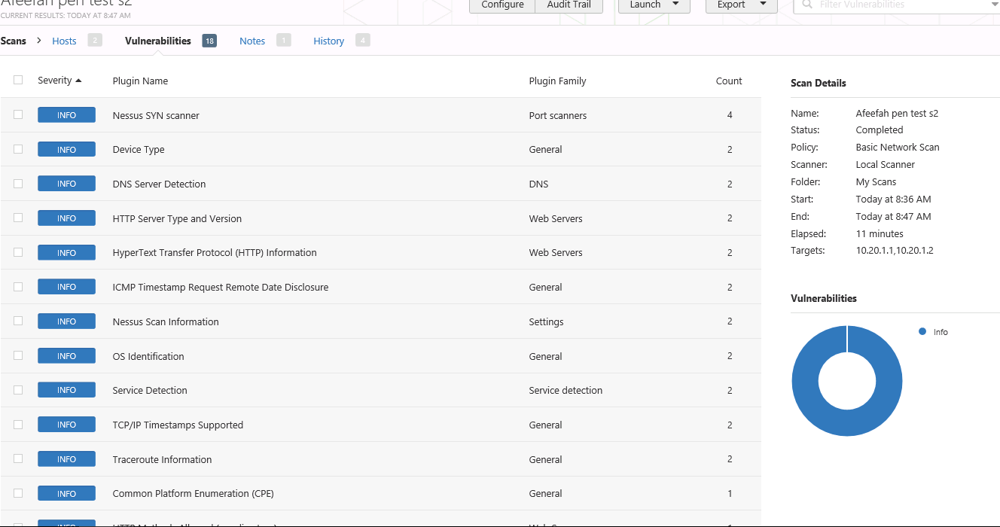 Afeefah pen test s2
CURRENT RESULTS: TODAY AT 8:47 AM
Configure Audit Trail Launch Export Filter Vulnerabilities
Scans > Hosts 2 Vulnerabilities 18 Notes 1 History 4
Severity Plugin Name Plugin Family Count
INFO Nessus SYN scanner Port scanners 4
INFO Device Type General 2
INFO DNS Server Detection DNS 2
INFO HTTP Server Type and Version Web Servers 2
INFO HyperText Transfer Protocol (HTTP) Information Web Servers 2
INFO ICMP Timestamp Request Remote Date Disclosure General 2
INFO Nessus Scan Information Settings 2
INFO OS Identification General 2
INFO Service Detection Service detection 2
INFO TCP/IP Timestamps Supported General 2
INFO Traceroute Information General 2
INFO Common Platform Enumeration (CPE) General 1
Scan Details
Name: Afeefah pen test s2
Status: Completed
Policy: Basic Network Scan
Scanner: Local Scanner
Folder: My Scans
Start: Today at 8:36 AM
End: Today at 8:47 AM
Elapsed: 11 minutes
Targets: 10.20.1.1,10.20.1.2
Vulnerabilities
Info